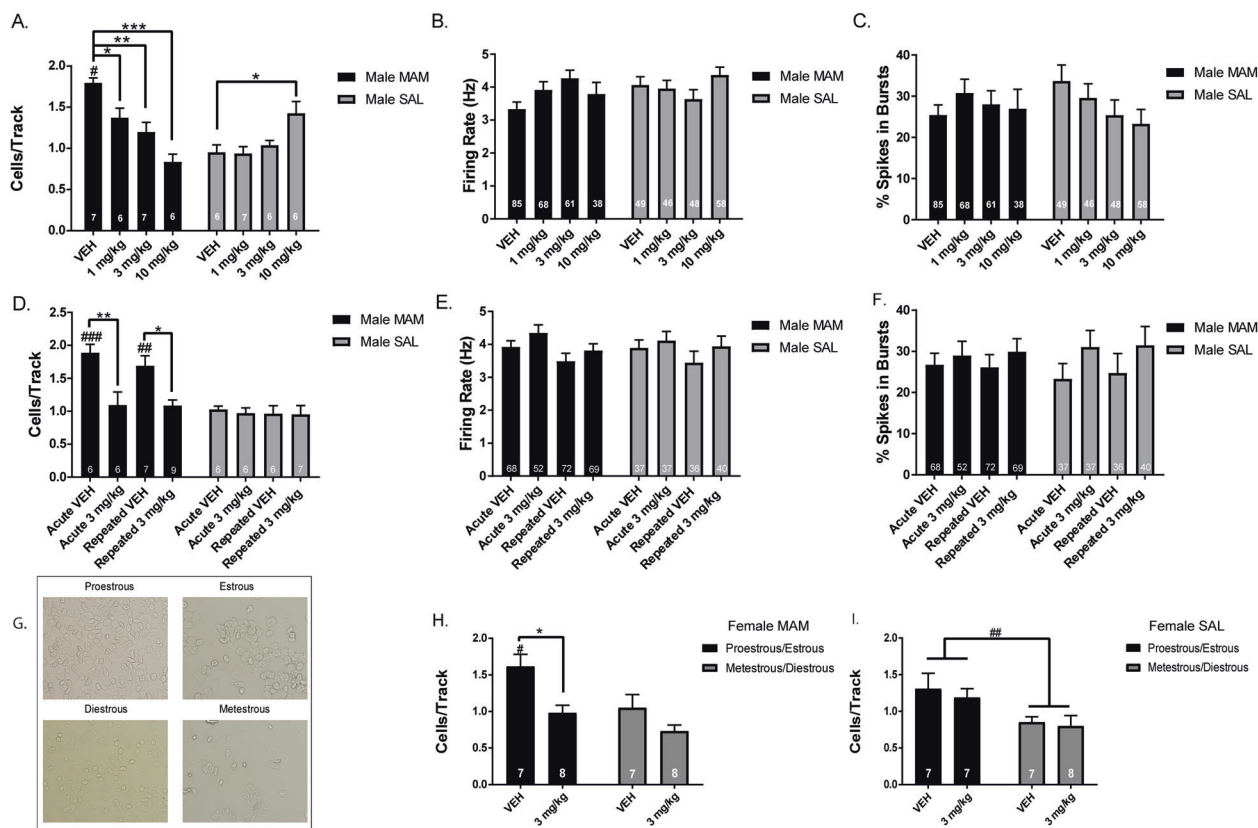 A.
***
**
*
#
*
Cells/Track
2.0
1.5
1.0
0.5
0.0
7 6 7 6 6 7 6 6
VEH 1 mg/kg 3 mg/kg 10 mg/kg VEH 1 mg/kg 3 mg/kg 10 mg/kg
Male MAM
Male SAL
B.
Firing Rate (Hz)
6
4
2
0
85 68 61 38 49 46 48 58
VEH 1 mg/kg 3 mg/kg 10 mg/kg VEH 1 mg/kg 3 mg/kg 10 mg/kg
Male MAM
Male SAL
C.
% Spikes in Bursts
40
30
20
10
0
85 68 61 38 49 46 48 58
VEH 1 mg/kg 3 mg/kg 10 mg/kg VEH 1 mg/kg 3 mg/kg 10 mg/kg
Male MAM
Male SAL
D.
###
**
##
*
Cells/Track
2.5
2.0
1.5
1.0
0.5
0.0
6 6 7 9 6 6 6 7
Acute VEH Acute 3 mg/kg Repeated VEH Repeated 3 mg/kg Acute VEH Acute 3 mg/kg Repeated VEH Repeated 3 mg/kg
Male MAM
Male SAL
E.
Firing Rate (Hz)
5
4
3
2
1
0
68 52 72 69 37 37 36 40
Acute VEH Acute 3 mg/kg Repeated VEH Repeated 3 mg/kg Acute VEH Acute 3 mg/kg Repeated VEH Repeated 3 mg/kg
Male MAM
Male SAL
F.
% Spikes in Bursts
40
30
20
10
0
68 52 72 69 37 37 36 40
Acute VEH Acute 3 mg/kg Repeated VEH Repeated 3 mg/kg Acute VEH Acute 3 mg/kg Repeated VEH Repeated 3 mg/kg
Male MAM
Male SAL
G.
Proestrous Estrous
Diestrous Metestrous
H.
Female MAM
Proestrous/Estrous
Metestrous/Diestrous
*
#
Cells/Track
2.0
1.5
1.0
0.5
0.0
7 8 7 8
VEH 3 mg/kg VEH 3 mg/kg
I.
Female SAL
Proestrous/Estrous
Metestrous/Diestrous
##
Cells/Track
2.0
1.5
1.0
0.5
0.0
7 7 7 8
VEH 3 mg/kg VEH 3 mg/kg